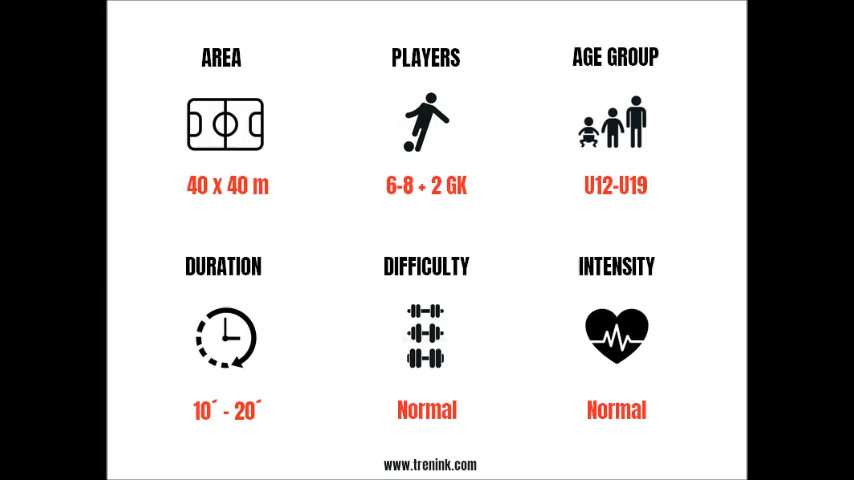 AREA
PLAYERS
AGE GROUP
40 x 40 m
6-8 + 2 GK
U12-U19
DURATION
DIFFICULTY
INTENSITY
10´ - 20´
Normal
Normal
www.trenink.com